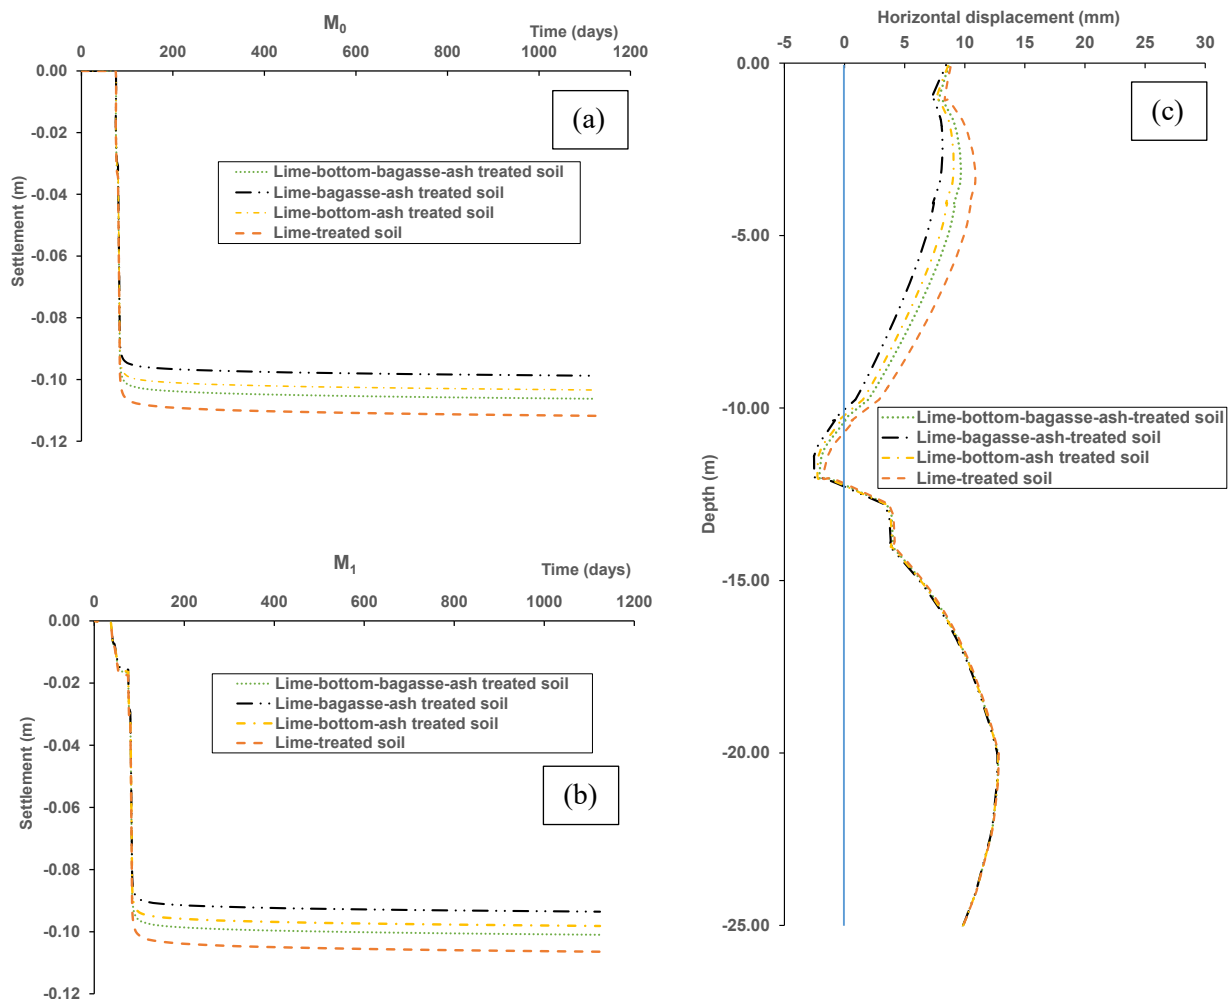 M0
Time (days)
0 200 400 600 800 1000 1200
0.00
-0.02
-0.04
-0.06
-0.08
-0.10
-0.12
Settlement (m)
(a)
Lime-bottom-bagasse-ash treated soil
Lime-bagasse-ash treated soil
Lime-bottom-ash treated soil
Lime-treated soil
M1
Time (days)
0 200 400 600 800 1000 1200
0.00
-0.02
-0.04
-0.06
-0.08
-0.10
-0.12
Settlement (m)
Lime-bottom-bagasse-ash treated soil
Lime-bagasse-ash treated soil
Lime-bottom-ash treated soil
Lime-treated soil
(b)
Horizontal displacement (mm)
-5 0 5 10 15 20 25 30
0.00
-5.00
-10.00
-15.00
-20.00
-25.00
Depth (m)
(c)
Lime-bottom-bagasse-ash-treated soil
Lime-bagasse-ash-treated soil
Lime-bottom-ash treated soil
Lime-treated soil